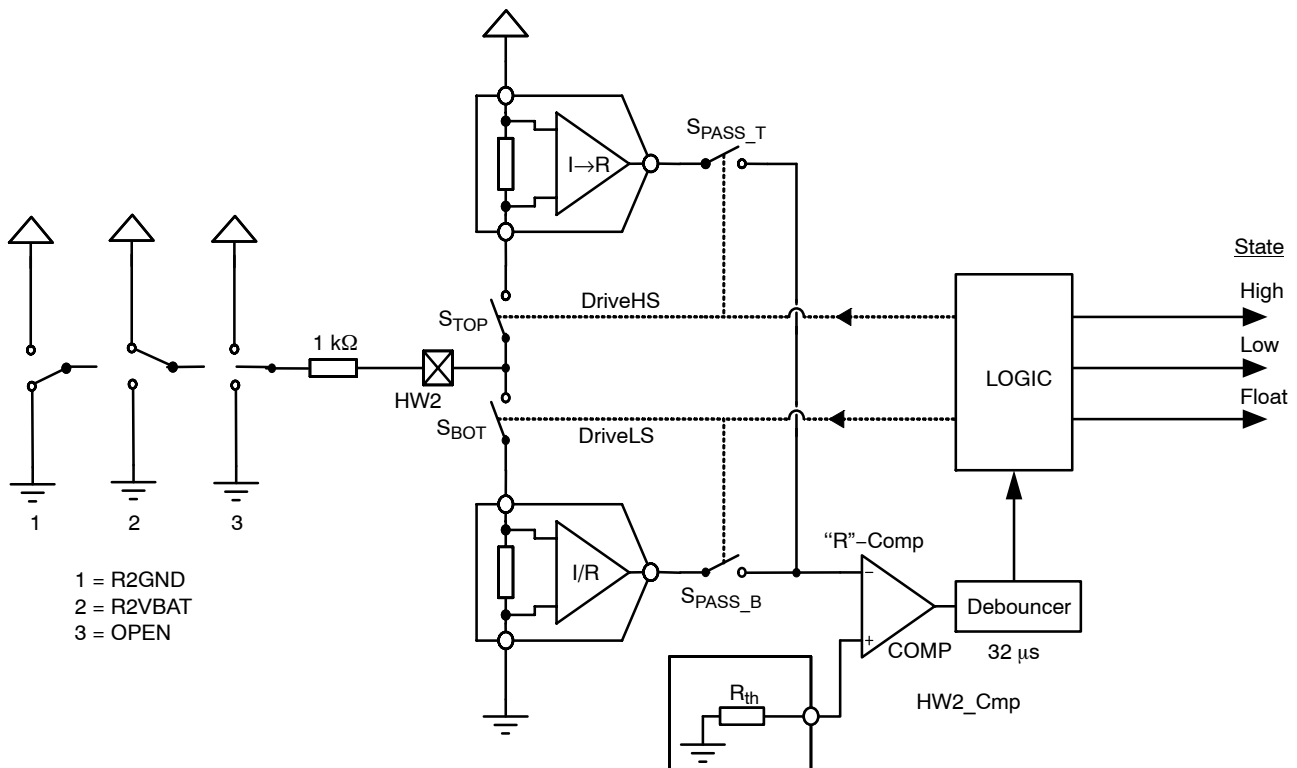 S_PASS_T
I→R
State
High
DriveHS
S_TOP
1 kΩ
Low
LOGIC
HW2
Float
S_BOT
DriveLS
1
2
3
"R"−Comp
I/R
−
1 = R2GND
2 = R2VBAT
3 = OPEN
S_PASS_B
Debouncer
+
COMP
32 μs
R_th
HW2_Cmp